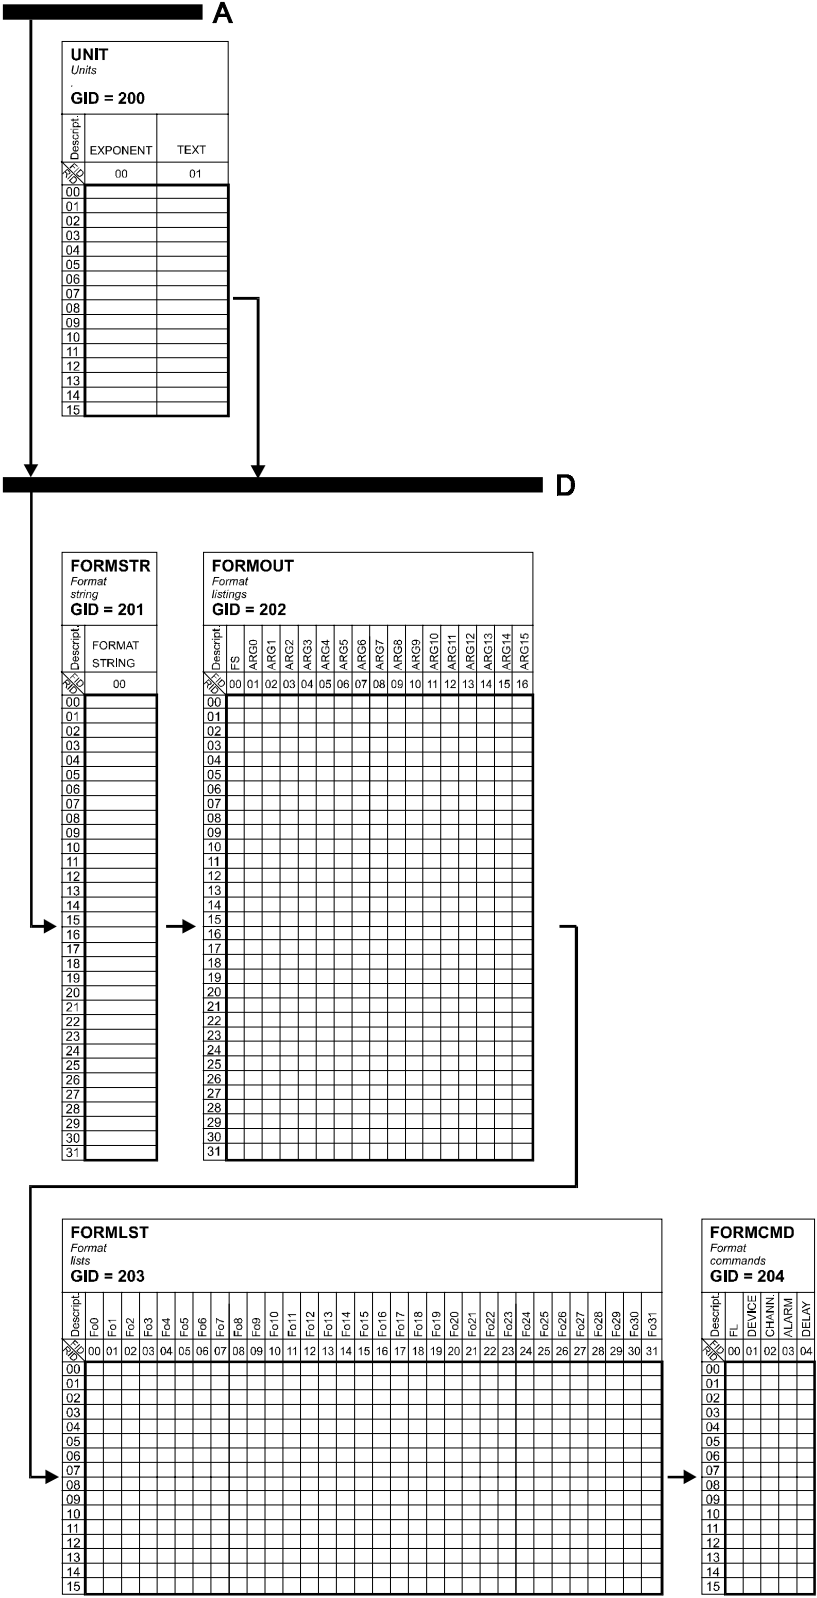 A
UNIT
Units
GID = 200
Descript.
EXPONENT
TEXT
FID
RID
00
01
00
01
02
03
04
05
06
07
08
09
10
11
12
13
14
15
D
FORMSTR
Format
string
GID = 201
Descript.
FORMAT
STRING
FID
RID
00
00
01
02
03
04
05
06
07
08
09
10
11
12
13
14
15
16
17
18
19
20
21
22
23
24
25
26
27
28
29
30
31
FORMOUT
Format
listings
GID = 202
Descript.
FS
ARG0
ARG1
ARG2
ARG3
ARG4
ARG5
ARG6
ARG7
ARG8
ARG9
ARG10
ARG11
ARG12
ARG13
ARG14
ARG15
FID
RID
00 01 02 03 04 05 06 07 08 09 10 11 12 13 14 15 16
00
01
02
03
04
05
06
07
08
09
10
11
12
13
14
15
16
17
18
19
20
21
22
23
24
25
26
27
28
29
30
31
FORMLST
Format
lists
GID = 203
Descript.
Fo0
Fo1
Fo2
Fo3
Fo4
Fo5
Fo6
Fo7
Fo8
Fo9
Fo10
Fo11
Fo12
Fo13
Fo14
Fo15
Fo16
Fo17
Fo18
Fo19
Fo20
Fo21
Fo22
Fo23
Fo24
Fo25
Fo26
Fo27
Fo28
Fo29
Fo30
Fo31
FID
RID
00 01 02 03 04 05 06 07 08 09 10 11 12 13 14 15 16 17 18 19 20 21 22 23 24 25 26 27 28 29 30 31
00
01
02
03
04
05
06
07
08
09
10
11
12
13
14
15
FORMCMD
Format
commands
GID = 204
Descript.
FL
DEVICE
CHANN.
ALARM
DELAY
FID
RID
00 01 02 03 04
00
01
02
03
04
05
06
07
08
09
10
11
12
13
14
15